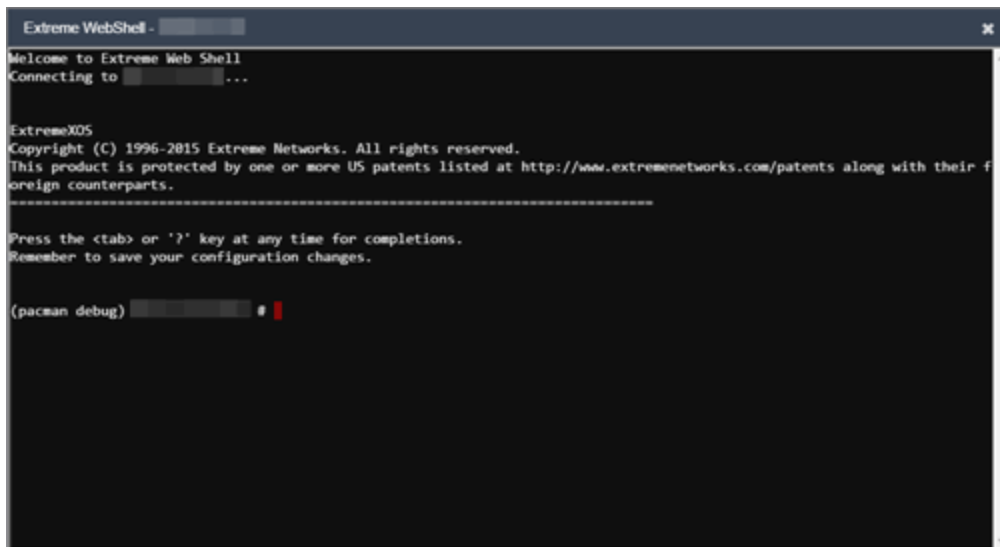 Extreme WebShell -
Welcome to Extreme Web Shell
Connecting to ...
ExtremeXOS
Copyright (C) 1996-2015 Extreme Networks. All rights reserved.
This product is protected by one or more US patents listed at http://www.extremenetworks.com/patents along with their f
oreign counterparts.
==============================================================================
Press the <tab> or '?' key at any time for completions.
Remember to save your configuration changes.
(pacman debug) #